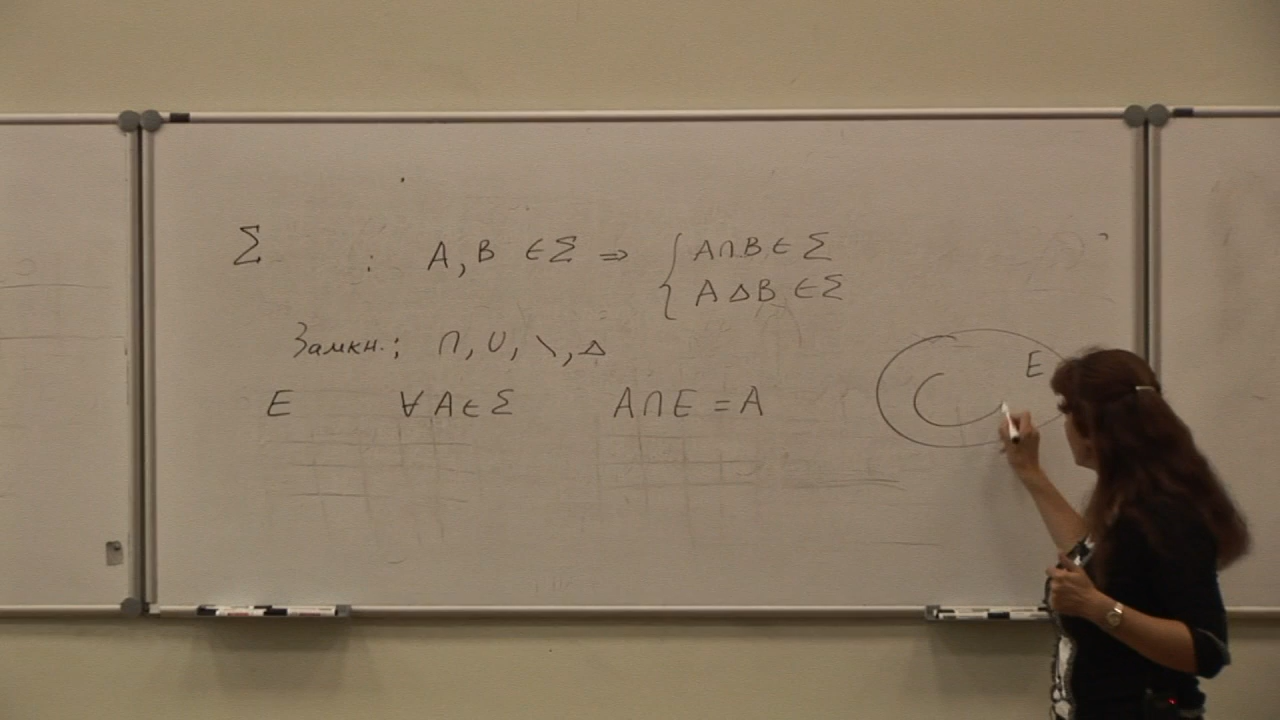 Σ : A, B ∈ Σ ⇒ { A∩B ∈ Σ
A △ B ∈ Σ
Замкн.: ∩, ∪, \, △
E ∀ A ∈ Σ A∩E = A
E